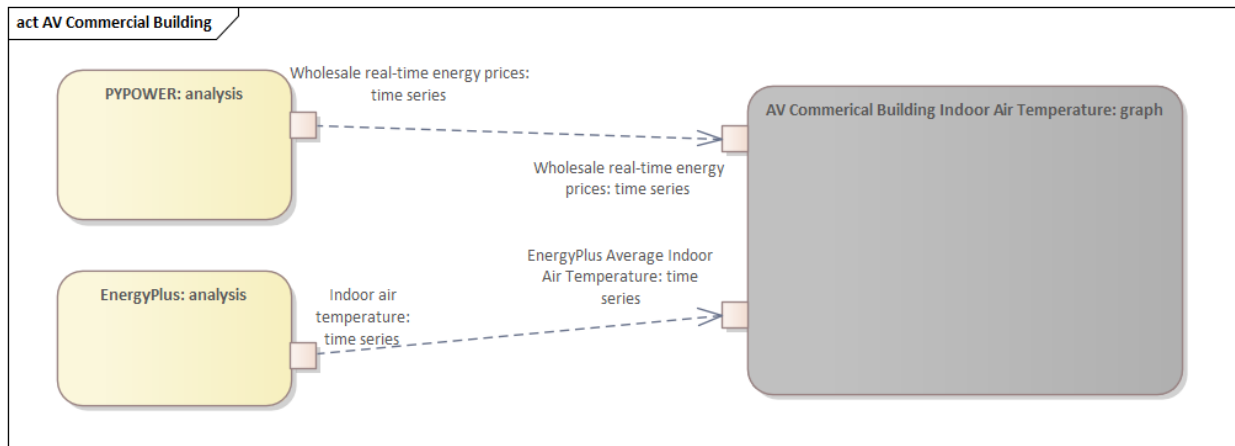 act AV Commercial Building
PYPOWER: analysis
Wholesale real-time energy prices:
time series
AV Commerical Building Indoor Air Temperature: graph
Wholesale real-time energy
prices: time series
EnergyPlus Average Indoor
Air Temperature: time
series
EnergyPlus: analysis
Indoor air
temperature:
time series